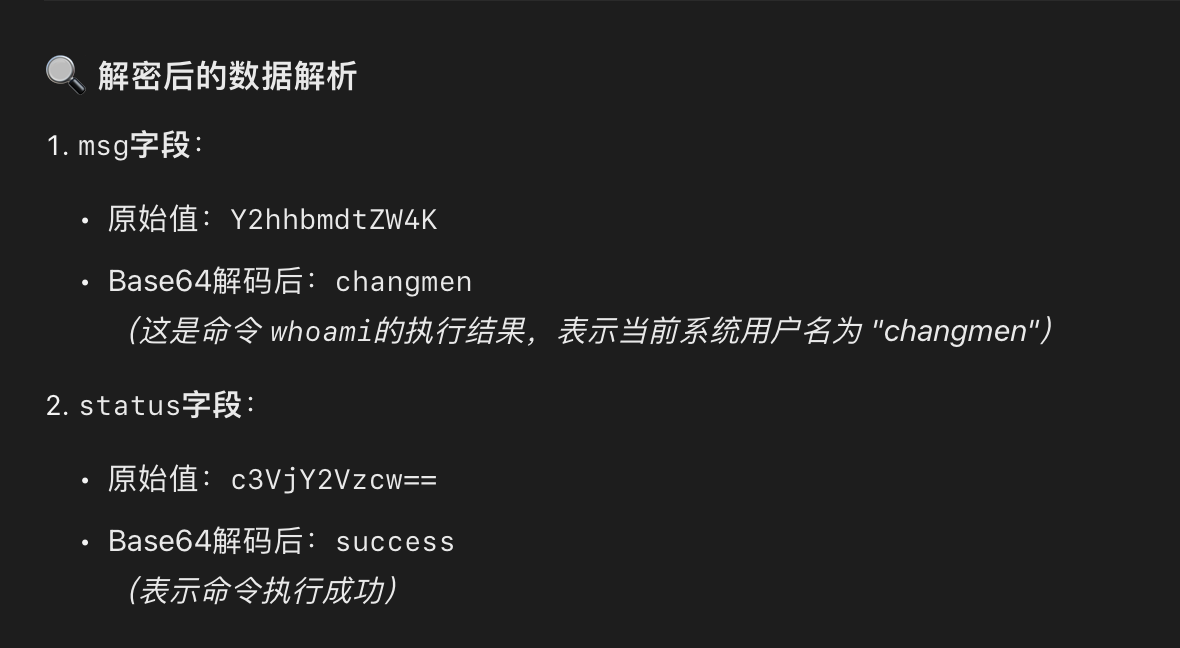 🔍 解密后的数据解析
1. msg字段：
• 原始值：Y2hhbmdtZW4K
• Base64解码后：changmen
（这是命令 whoami的执行结果，表示当前系统用户名为 "changmen"）
2. status字段：
• 原始值：c3VjY2Vzcw==
• Base64解码后：success
（表示命令执行成功）